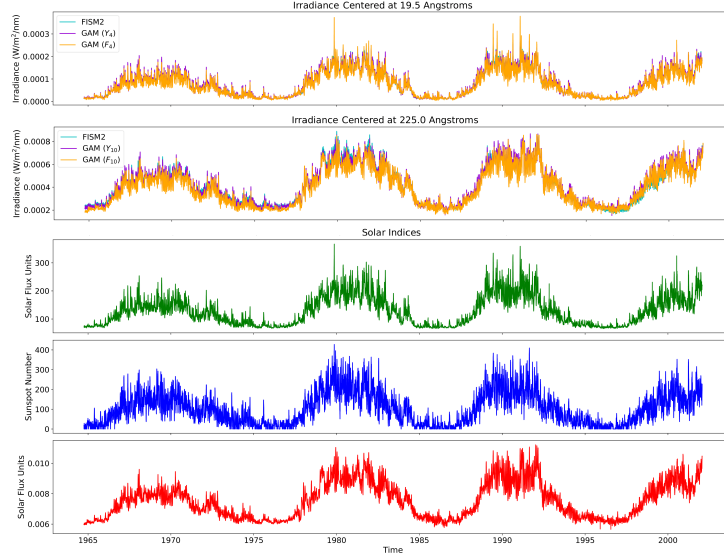 Irradiance Centered at 19.5 Angstroms
Irradiance (W/m²/nm)
0.0003
0.0002
0.0001
0.0000
FISM2
GAM (Y₄)
GAM (F₄)
Irradiance Centered at 225.0 Angstroms
Irradiance (W/m²/nm)
0.0008
0.0006
0.0004
0.0002
FISM2
GAM (Y₁₀)
GAM (F₁₀)
Solar Indices
Solar Flux Units
300
200
100
Sunspot Number
400
300
200
100
0
Solar Flux Units
0.010
0.008
0.006
1965
1970
1975
1980
1985
1990
1995
2000
Time